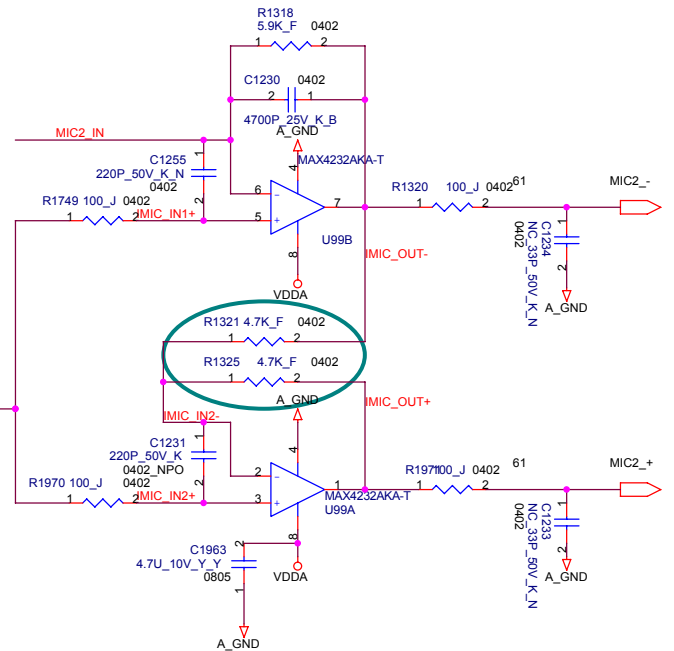 R1318
5.9K_F 0402
1 2
C1230 0402
2 1
4700P_25V_K_B
A_GND
MIC2_IN
MAX4232AKA-T
4
C1255
220P_50V_K_N
0402
1
2
R1749 100_J 0402
1 2
IMIC_IN1+
6
5
7
8
U99B
VDDA
R1320 100_J 0402 61
1 2
MIC2_-
IMIC_OUT-
C1234
NC_33P_50V_K_N
0402
1
2
A_GND
R1321 4.7K_F 0402
1 2
R1325 4.7K_F 0402
1 2
A_GND
IMIC_OUT+
IMIC_IN2-
C1231
220P_50V_K
0402_NPO
1
2
R1970 100_J 0402
1 2
IMIC_IN2+
4
2
3
1
8
MAX4232AKA-T
U99A
R1971 100_J 0402 61
1 2
MIC2_+
C1233
NC_33P_50V_K_N
0402
1
2
A_GND
C1963
4.7U_10V_Y_Y
0805
2
1
VDDA
A_GND